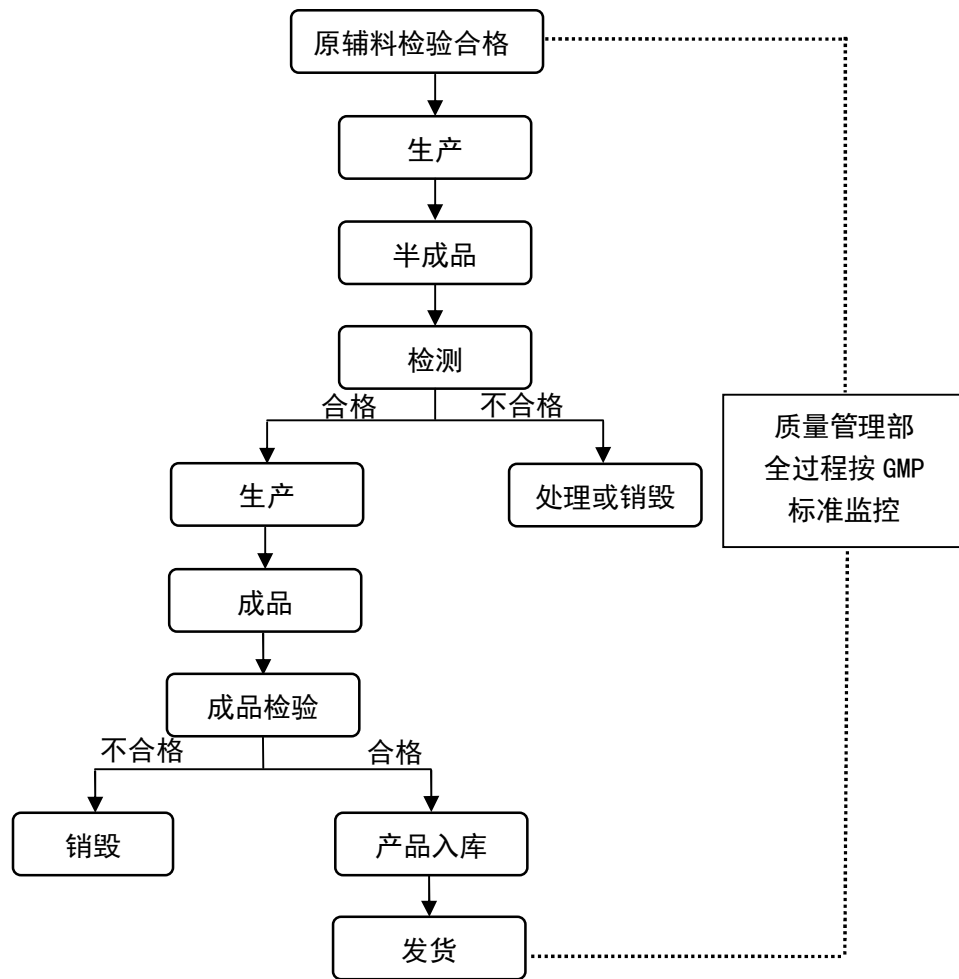 原辅料检验合格
生产
半成品
检测
合格
不合格
生产
处理或销毁
质量管理部
全过程按 GMP
标准监控
成品
成品检验
不合格
合格
销毁
产品入库
发货